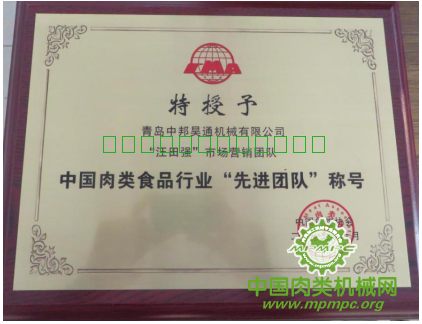 特授予
青岛中邦昊通机械有限公司
“汪田强”市场营销团队
中国肉类食品行业“先进团队”称号
MPMPC
中国肉类机械网
www.mpmpc.org